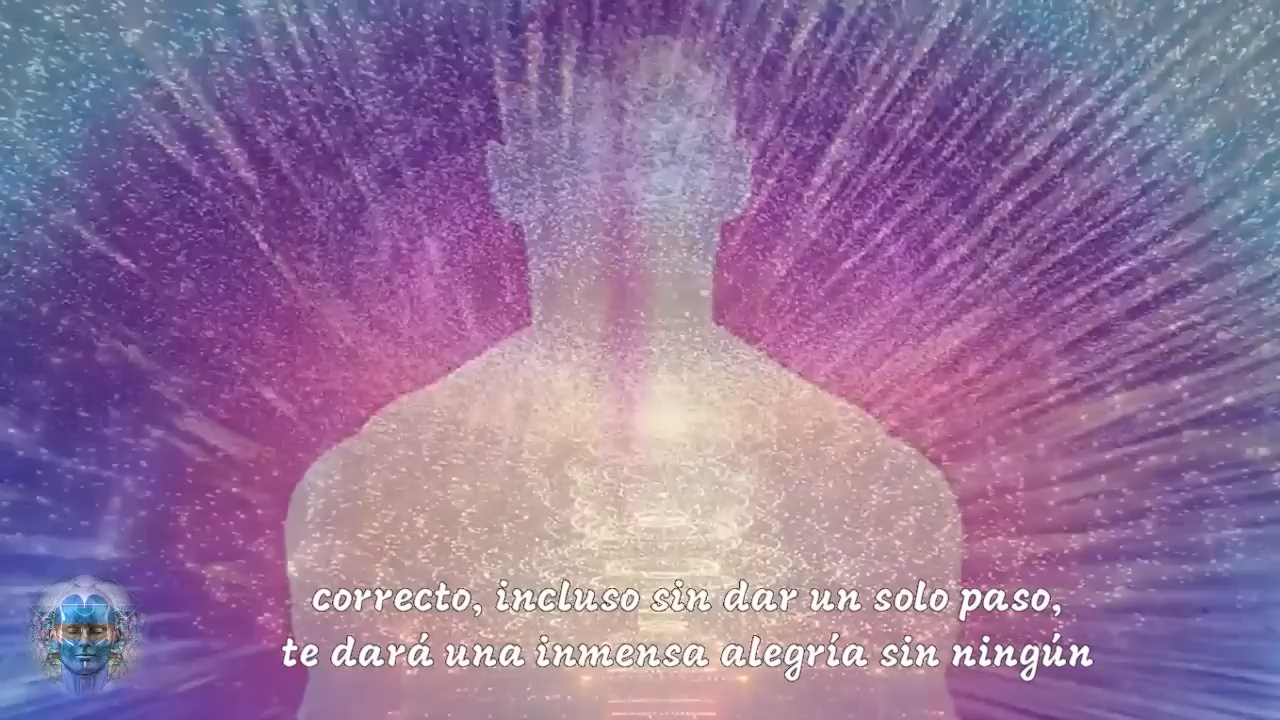 correcto, incluso sin dar un solo paso,
te dará una inmensa alegría sin ningún